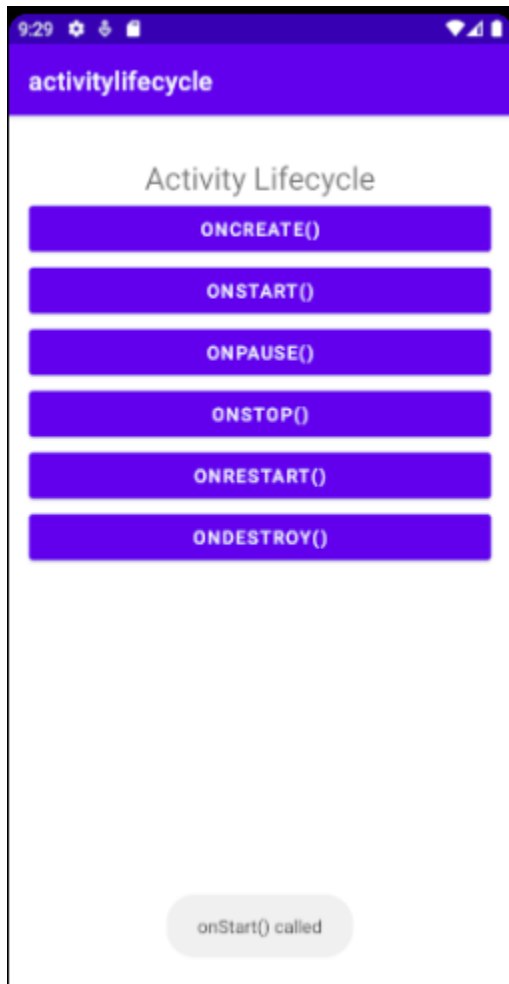 9:29
activitylifecycle
Activity Lifecycle
ONCREATE()
ONSTART()
ONPAUSE()
ONSTOP()
ONRESTART()
ONDESTROY()
onStart() called